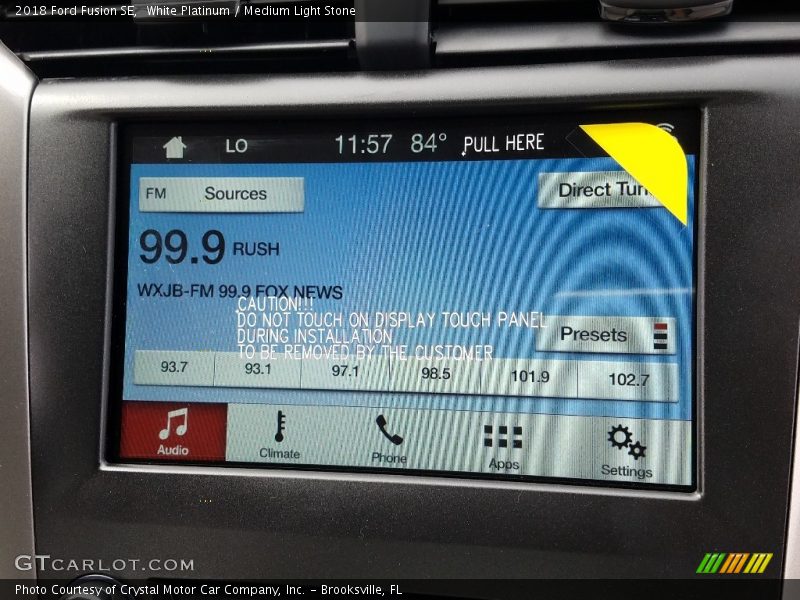 2018 Ford Fusion SE,  White Platinum / Medium Light Stone
LO 11:57 84° PULL HERE
FM Sources
Direct Tun
99.9 RUSH
WXJB-FM 99.9 FOX NEWS
CAUTION!!!
DO NOT TOUCH ON DISPLAY TOUCH PANEL
DURING INSTALLATION
TO BE REMOVED BY THE CUSTOMER
Presets
93.7 93.1 97.1 98.5 101.9 102.7
Audio Climate Phone Apps Settings
GTCARLOT.COM
Photo Courtesy of Crystal Motor Car Company, Inc. – Brooksville, FL